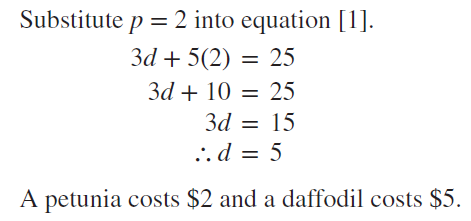 Substitute p = 2 into equation [1].
3d + 5(2) = 25
3d + 10 = 25
3d = 15
∴ d = 5
A petunia costs $2 and a daffodil costs $5.